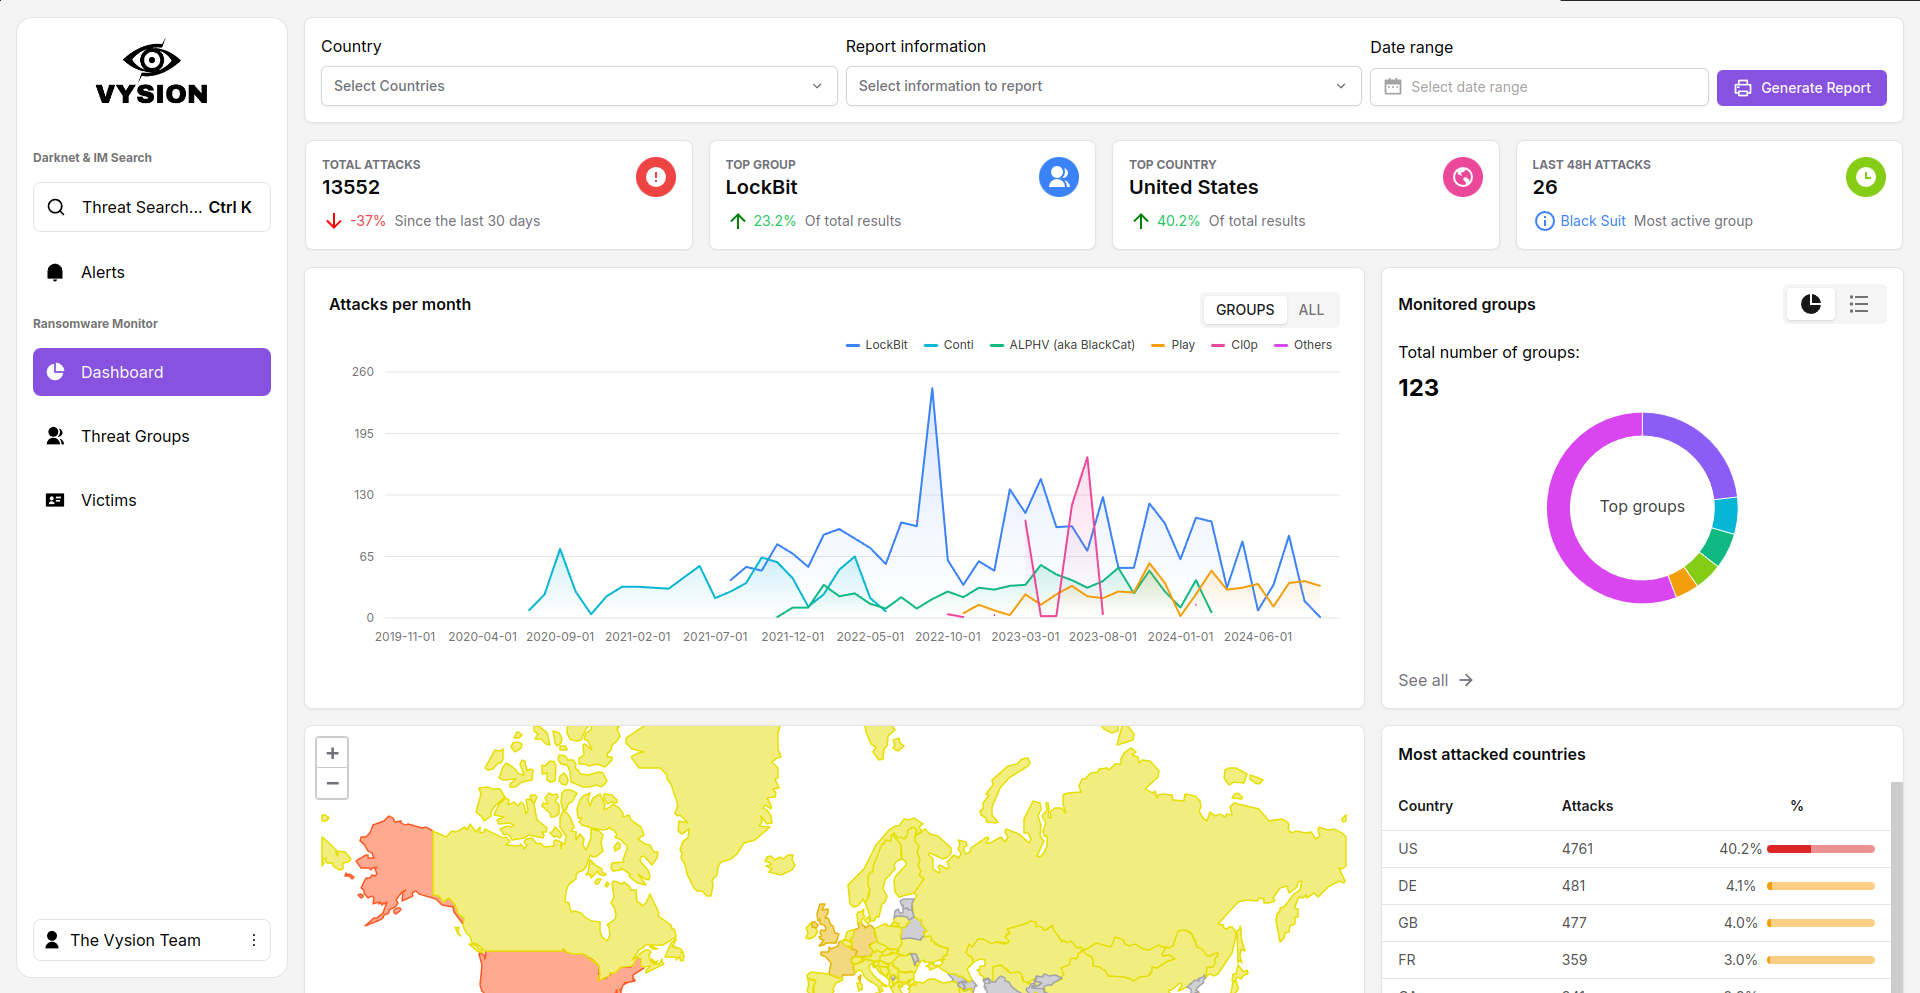 VYSION
Darknet & IM Search
Threat Search... Ctrl K
Alerts
Ransomware Monitor
Dashboard
Threat Groups
Victims
The Vysion Team
Country
Select Countries
Report information
Select information to report
Date range
Select date range
Generate Report
TOTAL ATTACKS
13552
-37% Since the last 30 days
TOP GROUP
LockBit
23.2% Of total results
TOP COUNTRY
United States
40.2% Of total results
LAST 48H ATTACKS
26
Black Suit Most active group
Attacks per month
GROUPS ALL
LockBit Conti ALPHV (aka BlackCat) Play Cl0p Others
260
195
130
65
0
2019-11-01 2020-04-01 2020-09-01 2021-02-01 2021-07-01 2021-12-01 2022-05-01 2022-10-01 2023-03-01 2023-08-01 2024-01-01 2024-06-01
Monitored groups
Total number of groups:
123
Top groups
See all
+
−
Most attacked countries
Country Attacks %
US 4761 40.2%
DE 481 4.1%
GB 477 4.0%
FR 359 3.0%